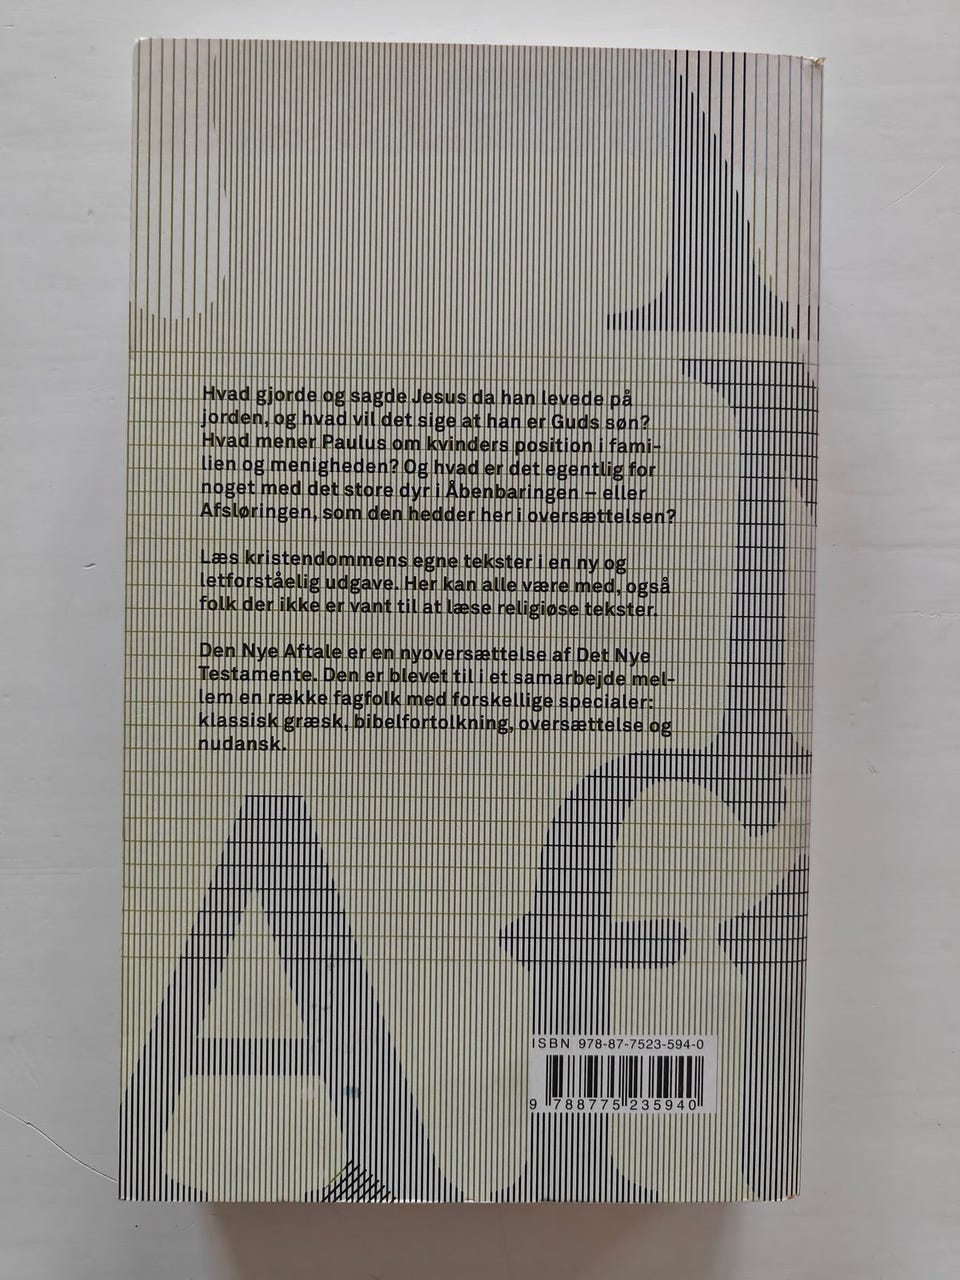 Hvad gjorde og sagde Jesus da han levede på
jorden, og hvad vil det sige at han er Guds søn?
Hvad mener Paulus om kvinders position i fami-
lien og menigheden? Og hvad er det egentlig for
noget med det store dyr i Åbenbaringen – eller
Afsløringen, som den hedder her i oversættelsen?
Læs kristendommens egne tekster i en ny og
letforståelig udgave. Her kan alle være med, også
folk der ikke er vant til at læse religiøse tekster.
Den Nye Aftale er en nyoversættelse af Det Nye
Testamente. Den er blevet til i et samarbejde mel-
lem en række fagfolk med forskellige specialer:
klassisk græsk, bibelfortolkning, oversættelse og
nudansk.
Af
ISBN 978-87-7523-594-0
9 788775 235940